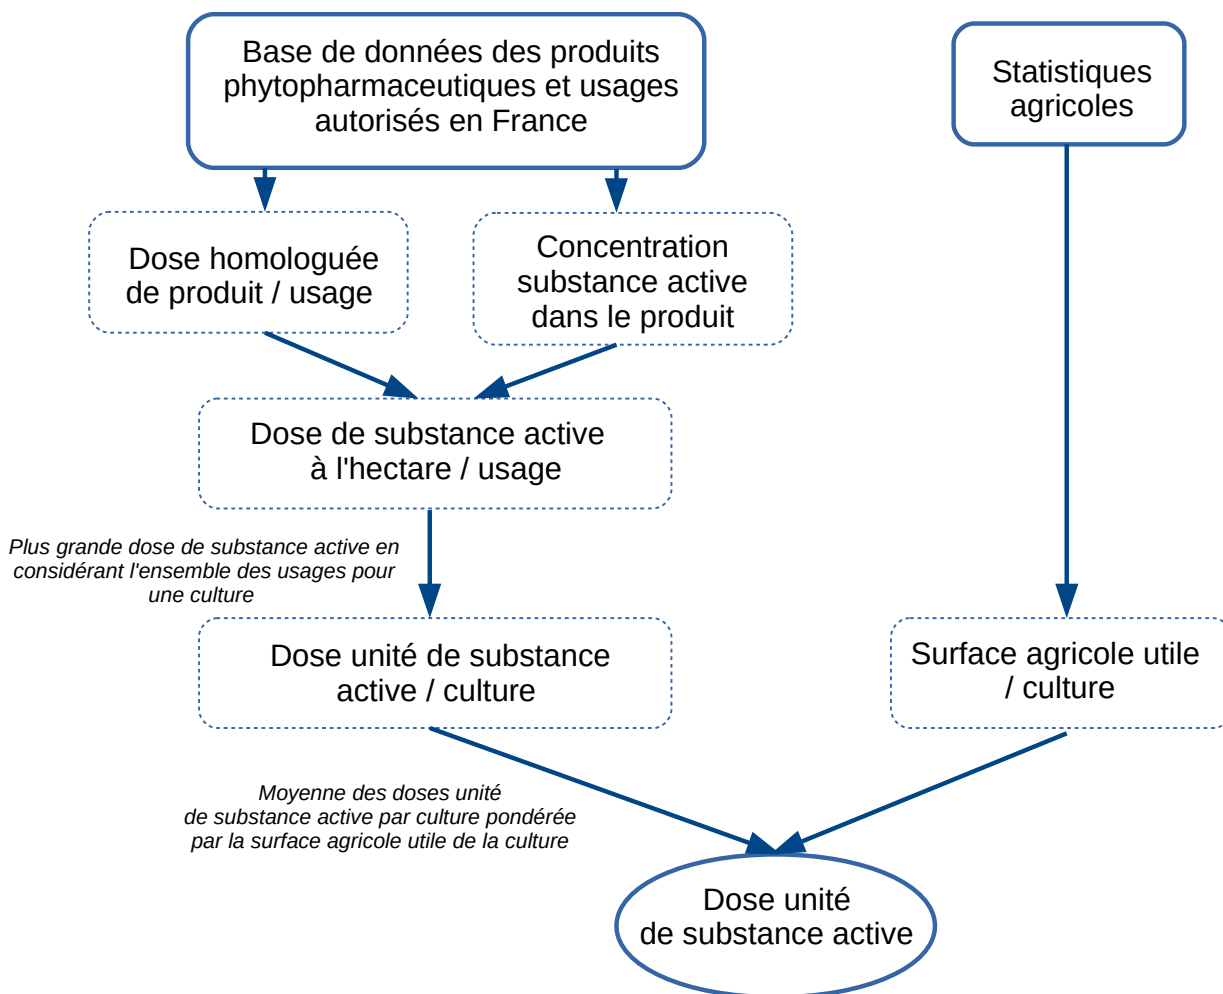 Base de données des produits
phytopharmaceutiques et usages
autorisés en France
Statistiques
agricoles
Dose homologuée
de produit / usage
Concentration
substance active
dans le produit
Dose de substance active
à l'hectare / usage
Plus grande dose de substance active en
considérant l'ensemble des usages pour
une culture
Dose unité de substance
active / culture
Surface agricole utile
/ culture
Moyenne des doses unité
de substance active par culture pondérée
par la surface agricole utile de la culture
Dose unité
de substance active